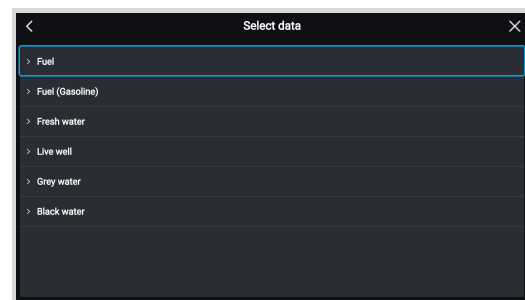 Select data
Fuel
Fuel (Gasoline)
Fresh water
Live well
Grey water
Black water